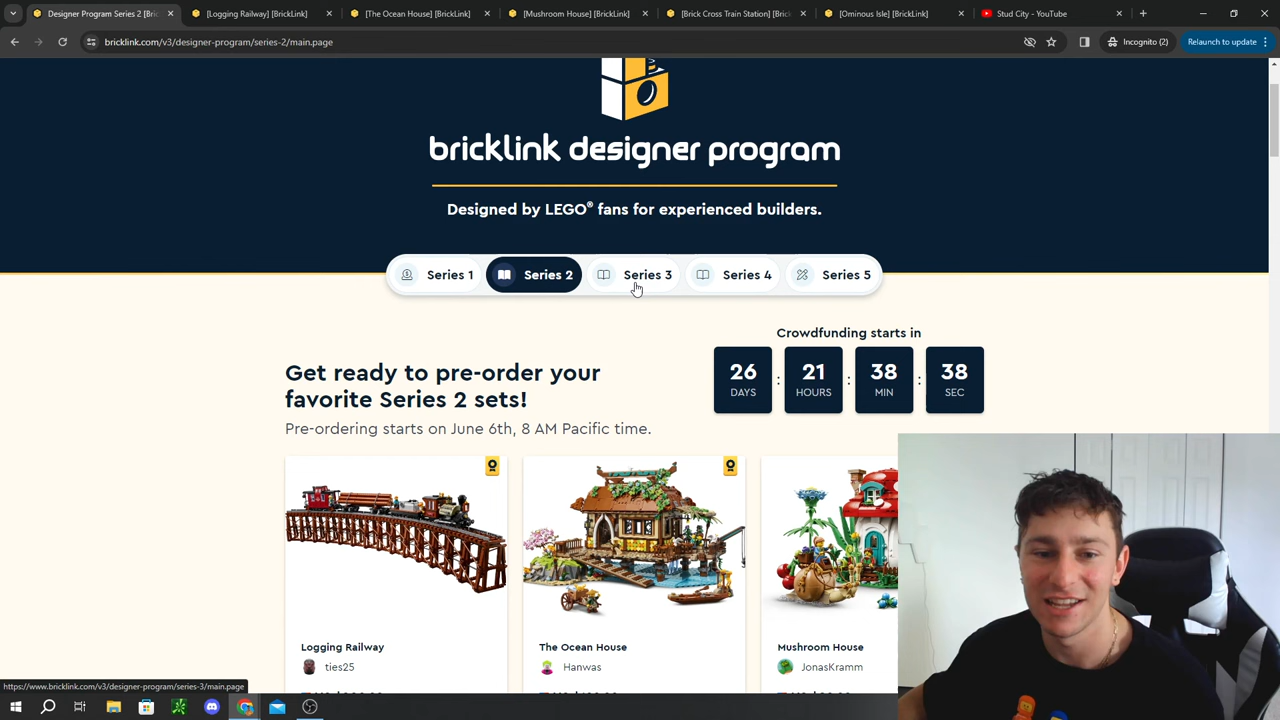 Designer Program Series 2 [Bric
[Logging Railway] [BrickLink]
[The Ocean House] [BrickLink]
[Mushroom House] [BrickLink]
[Brick Cross Train Station] [Bric
[Ominous Isle] [BrickLink]
Stud City - YouTube
bricklink.com/v3/designer-program/series-2/main.page
Incognito (2)
Relaunch to update
bricklink designer program
Designed by LEGO® fans for experienced builders.
Series 1
Series 2
Series 3
Series 4
Series 5
Crowdfunding starts in
26 : 21 : 38 : 38
DAYS HOURS MIN SEC
Get ready to pre-order your
favorite Series 2 sets!
Pre-ordering starts on June 6th, 8 AM Pacific time.
Logging Railway
ties25
The Ocean House
Hanwas
Mushroom House
JonasKramm
https://www.bricklink.com/v3/designer-program/series-3/main.page